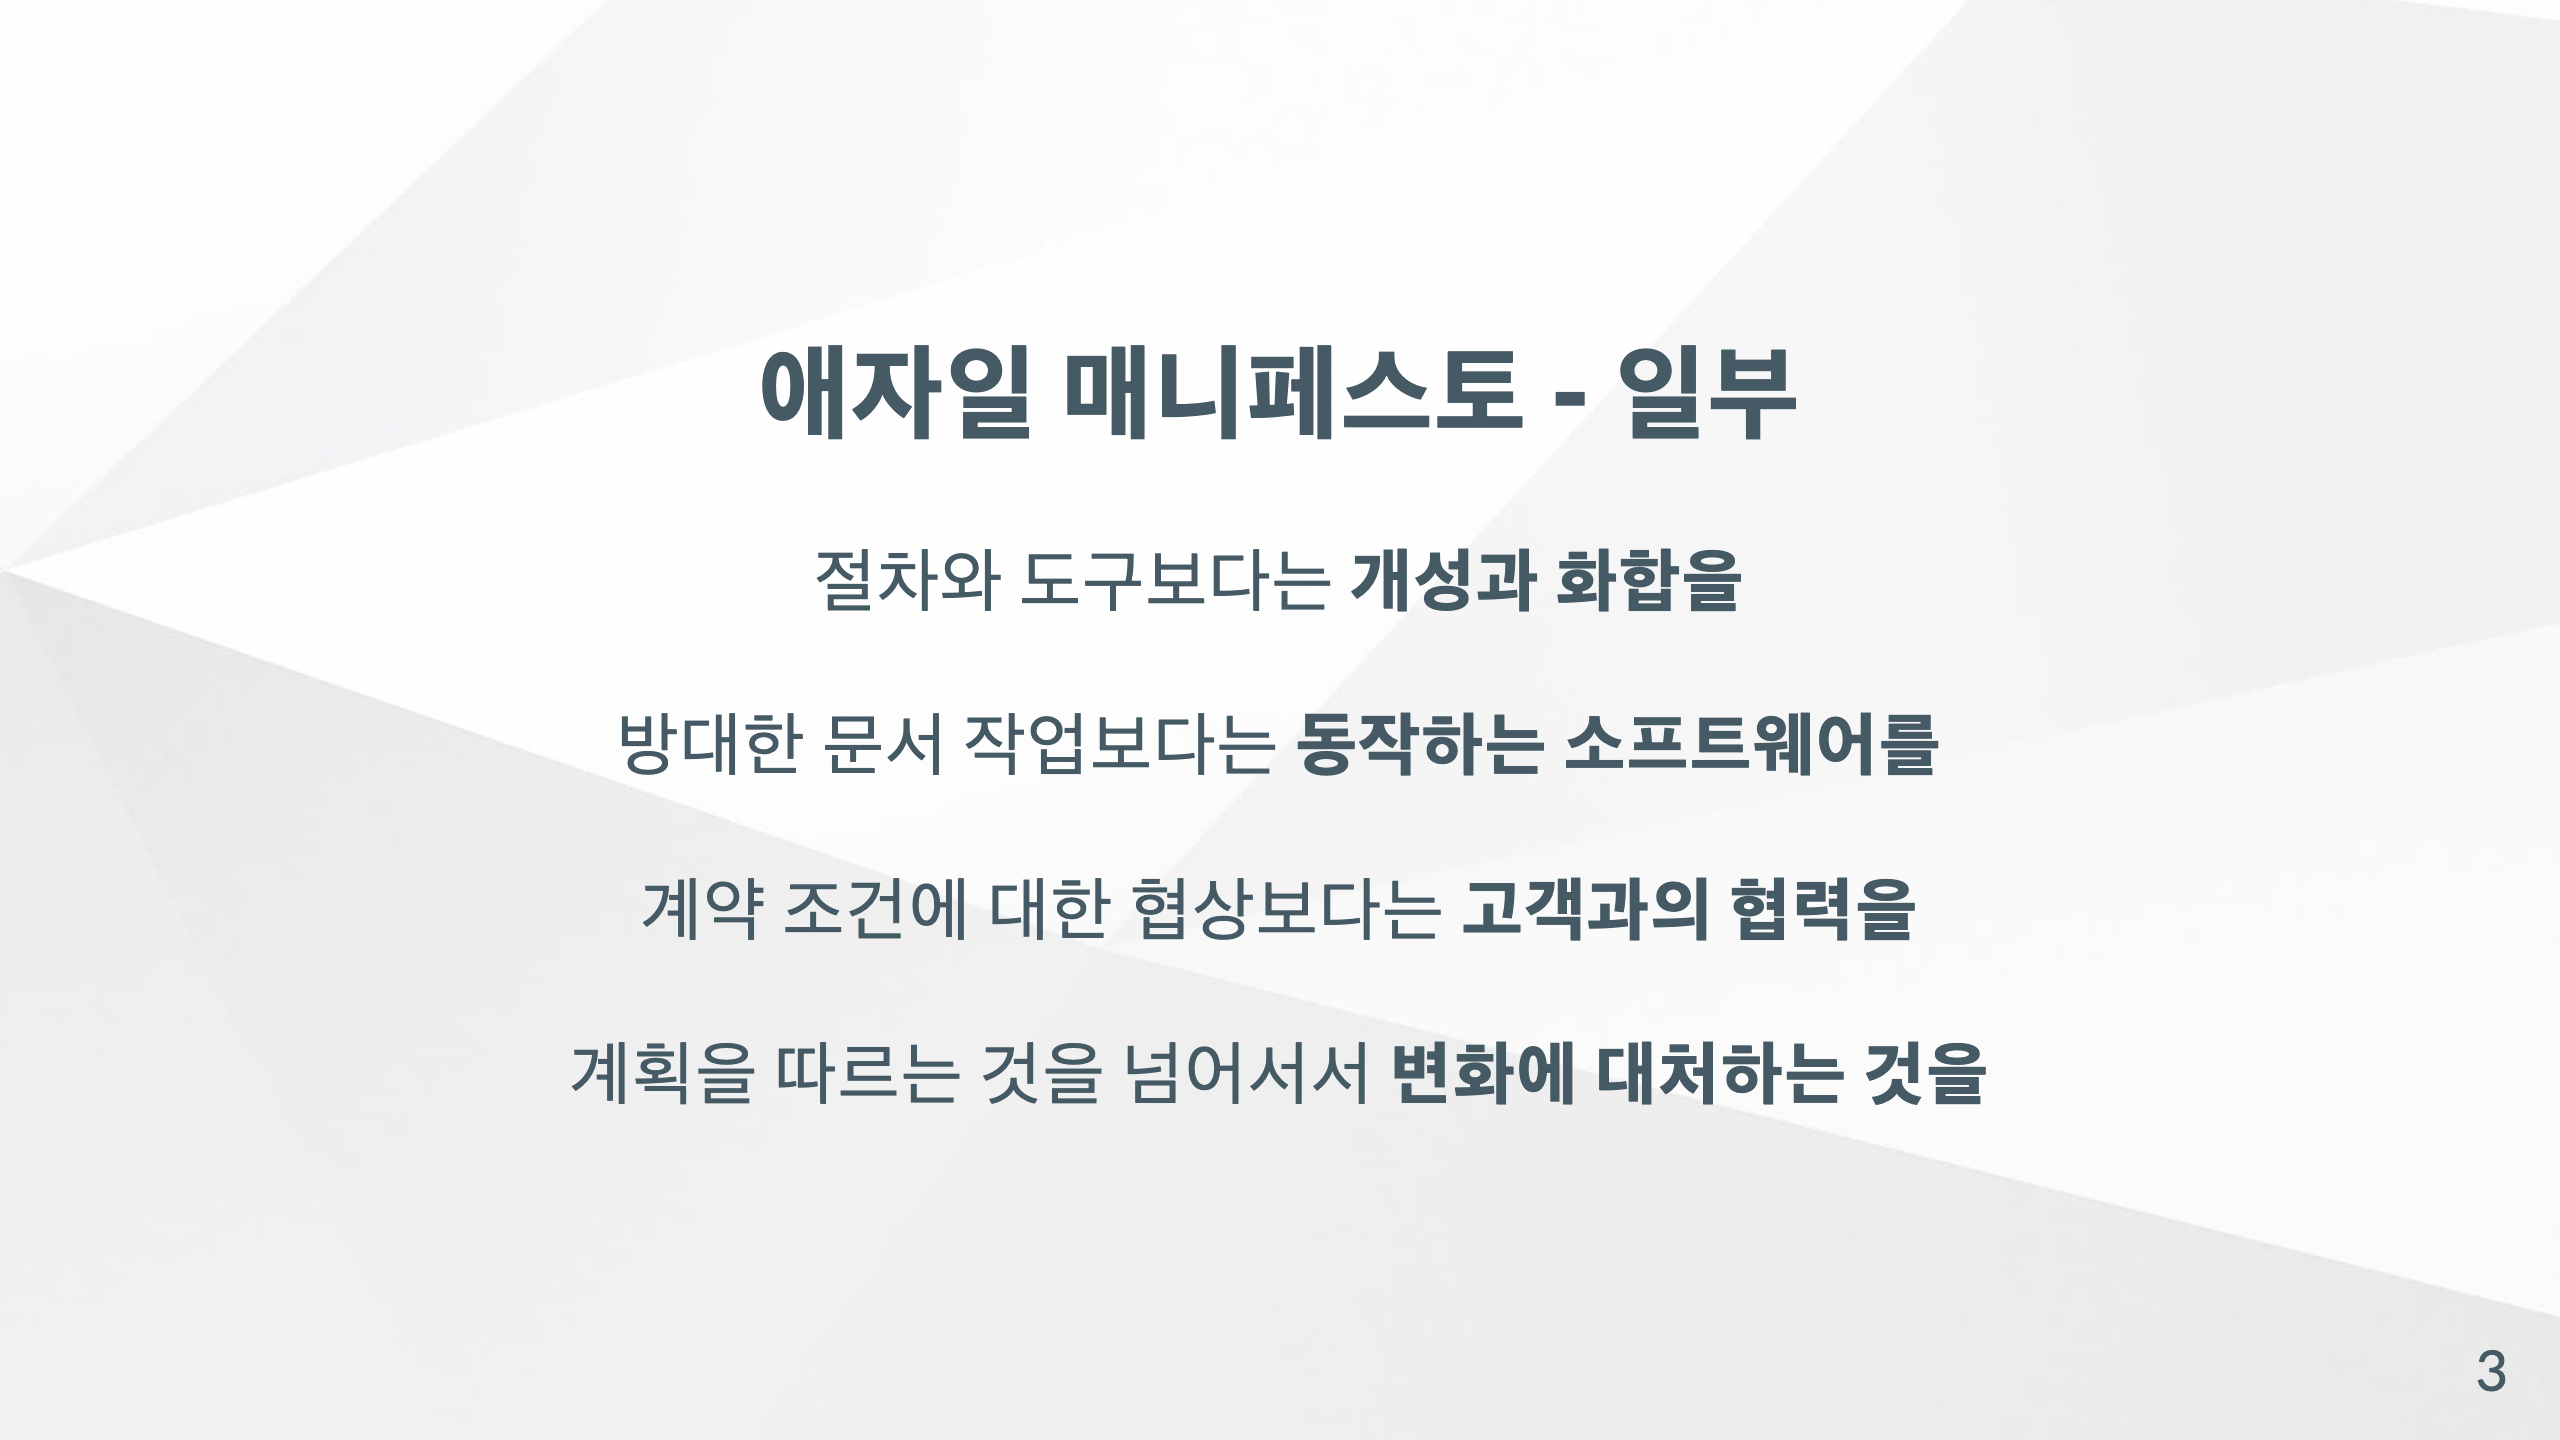 애자일 매니페스토 - 일부
절차와 도구보다는 개성과 화합을
방대한 문서 작업보다는 동작하는 소프트웨어를
계약 조건에 대한 협상보다는 고객과의 협력을
계획을 따르는 것을 넘어서서 변화에 대처하는 것을
3